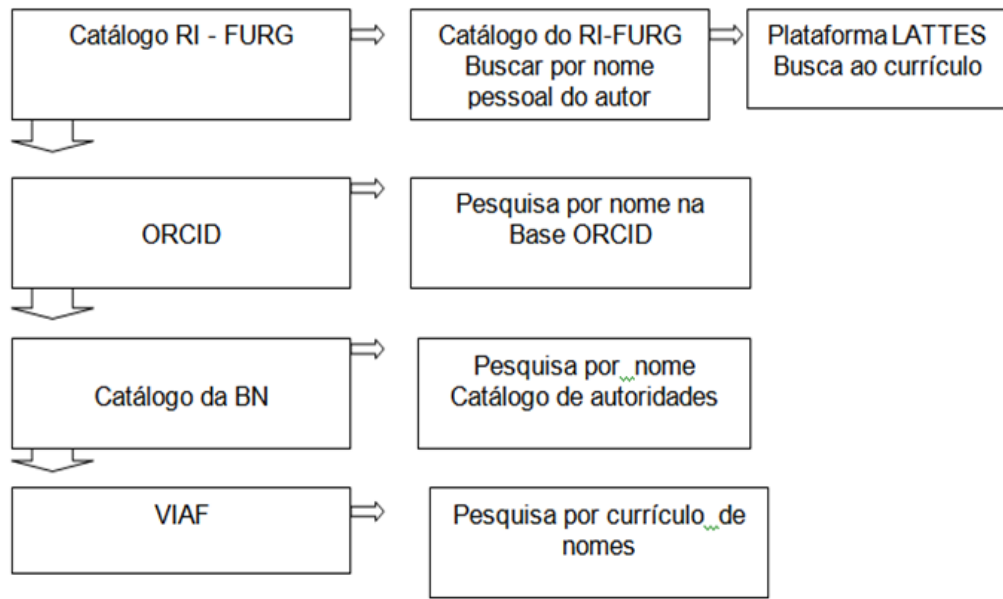 Catálogo RI - FURG
Catálogo do RI-FURG
Buscar por nome
pessoal do autor
Plataforma LATTES
Busca ao currículo
ORCID
Pesquisa por nome na
Base ORCID
Catálogo da BN
Pesquisa por nome
Catálogo de autoridades
VIAF
Pesquisa por currículo de
nomes